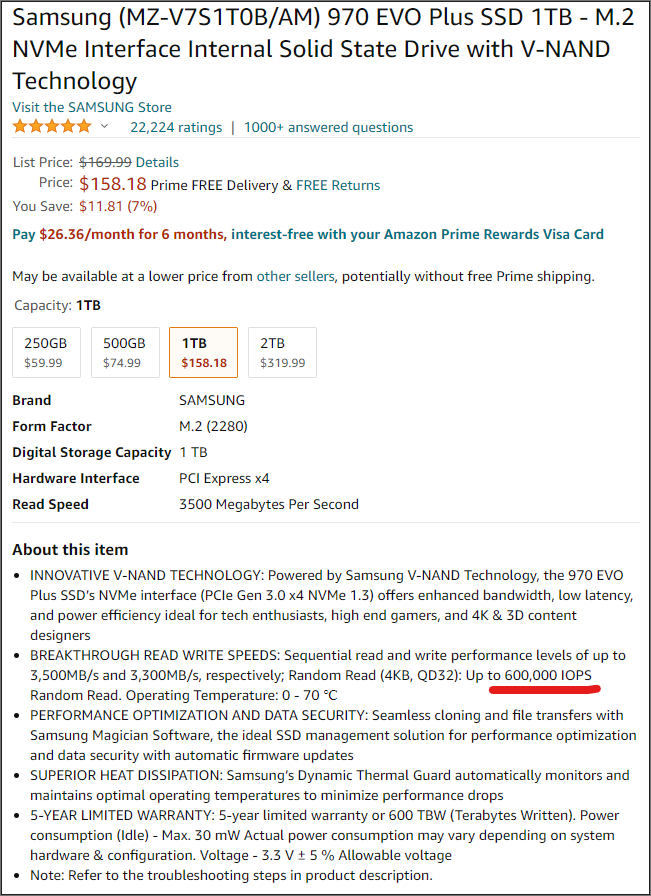 Samsung (MZ-V7S1T0B/AM) 970 EVO Plus SSD 1TB - M.2
NVMe Interface Internal Solid State Drive with V-NAND
Technology
Visit the SAMSUNG Store
22,224 ratings | 1000+ answered questions
List Price: $169.99 Details
Price: $158.18 Prime FREE Delivery & FREE Returns
You Save: $11.81 (7%)
Pay $26.36/month for 6 months, interest-free with your Amazon Prime Rewards Visa Card
May be available at a lower price from other sellers, potentially without free Prime shipping.
Capacity: 1TB
250GB 500GB 1TB 2TB
$59.99 $74.99 $158.18 $319.99
Brand SAMSUNG
Form Factor M.2 (2280)
Digital Storage Capacity 1 TB
Hardware Interface PCI Express x4
Read Speed 3500 Megabytes Per Second
About this item
• INNOVATIVE V-NAND TECHNOLOGY: Powered by Samsung V-NAND Technology, the 970 EVO
Plus SSD's NVMe interface (PCIe Gen 3.0 x4 NVMe 1.3) offers enhanced bandwidth, low latency,
and power efficiency ideal for tech enthusiasts, high end gamers, and 4K & 3D content
designers
• BREAKTHROUGH READ WRITE SPEEDS: Sequential read and write performance levels of up to
3,500MB/s and 3,300MB/s, respectively; Random Read (4KB, QD32): Up to 600,000 IOPS
Random Read. Operating Temperature: 0 - 70 ℃
• PERFORMANCE OPTIMIZATION AND DATA SECURITY: Seamless cloning and file transfers with
Samsung Magician Software, the ideal SSD management solution for performance optimization
and data security with automatic firmware updates
• SUPERIOR HEAT DISSIPATION: Samsung's Dynamic Thermal Guard automatically monitors and
maintains optimal operating temperatures to minimize performance drops
• 5-YEAR LIMITED WARRANTY: 5-year limited warranty or 600 TBW (Terabytes Written). Power
consumption (Idle) - Max. 30 mW Actual power consumption may vary depending on system
hardware & configuration. Voltage - 3.3 V ± 5 % Allowable voltage
• Note: Refer to the troubleshooting steps in product description.